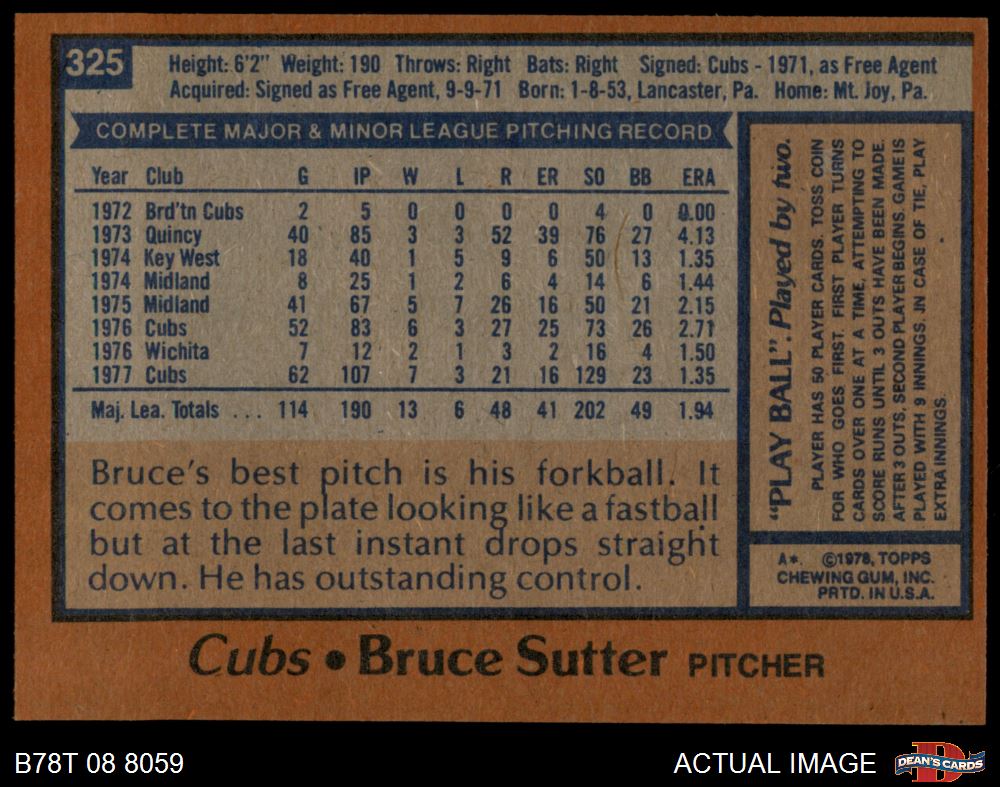 325
Height: 6'2" Weight: 190 Throws: Right Bats: Right Signed: Cubs - 1971, as Free Agent
Acquired: Signed as Free Agent, 9-9-71 Born: 1-8-53, Lancaster, Pa. Home: Mt. Joy, Pa.
COMPLETE MAJOR & MINOR LEAGUE PITCHING RECORD
Year Club G IP W L R ER SO BB ERA
1972 Brd'tn Cubs 2 5 0 0 0 0 4 0 0.00
1973 Quincy 40 85 3 3 52 39 76 27 4.13
1974 Key West 18 40 1 5 9 6 50 13 1.35
1974 Midland 8 25 1 2 6 4 14 6 1.44
1975 Midland 41 67 5 7 26 16 50 21 2.15
1976 Cubs 52 83 6 3 27 25 73 26 2.71
1976 Wichita 7 12 2 1 3 2 16 4 1.50
1977 Cubs 62 107 7 3 21 16 129 23 1.35
Maj. Lea. Totals ... 114 190 13 6 48 41 202 49 1.94
Bruce's best pitch is his forkball. It
comes to the plate looking like a fastball
but at the last instant drops straight
down. He has outstanding control.
"PLAY BALL". Played by two.
PLAYER HAS 50 PLAYER CARDS. TOSS COIN
FOR WHO GOES FIRST. FIRST PLAYER TURNS
CARDS OVER ONE AT A TIME, ATTEMPTING TO
SCORE RUNS UNTIL 3 OUTS HAVE BEEN MADE.
AFTER 3 OUTS, SECOND PLAYER BEGINS. GAME IS
PLAYED WITH 9 INNINGS. IN CASE OF TIE, PLAY
EXTRA INNINGS.
A*. ©1978, TOPPS
CHEWING GUM, INC.
PRTD. IN U.S.A.
Cubs • Bruce Sutter PITCHER
B78T 08 8059
ACTUAL IMAGE
D
DEAN'S CARDS